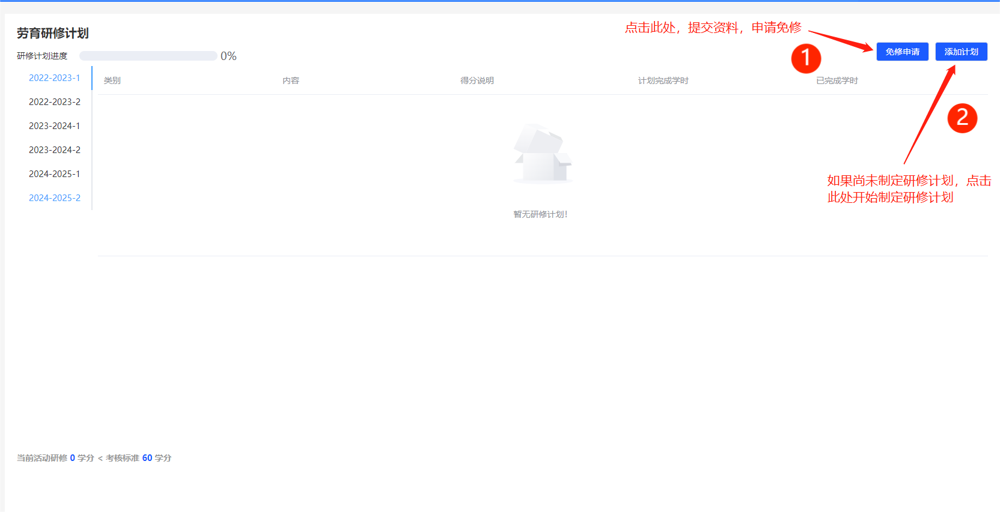 劳育研修计划
点击此处，提交资料，申请免修
研修计划进度
0%
1
免修申请
添加计划
2022-2023-1
2022-2023-2
2023-2024-1
2023-2024-2
2024-2025-1
2024-2025-2
类别
内容
得分说明
计划完成学时
已完成学时
2
如果尚未制定研修计划，点击
此处开始制定研修计划
暂无研修计划！
当前活动研修 0 学分 < 考核标准 60 学分